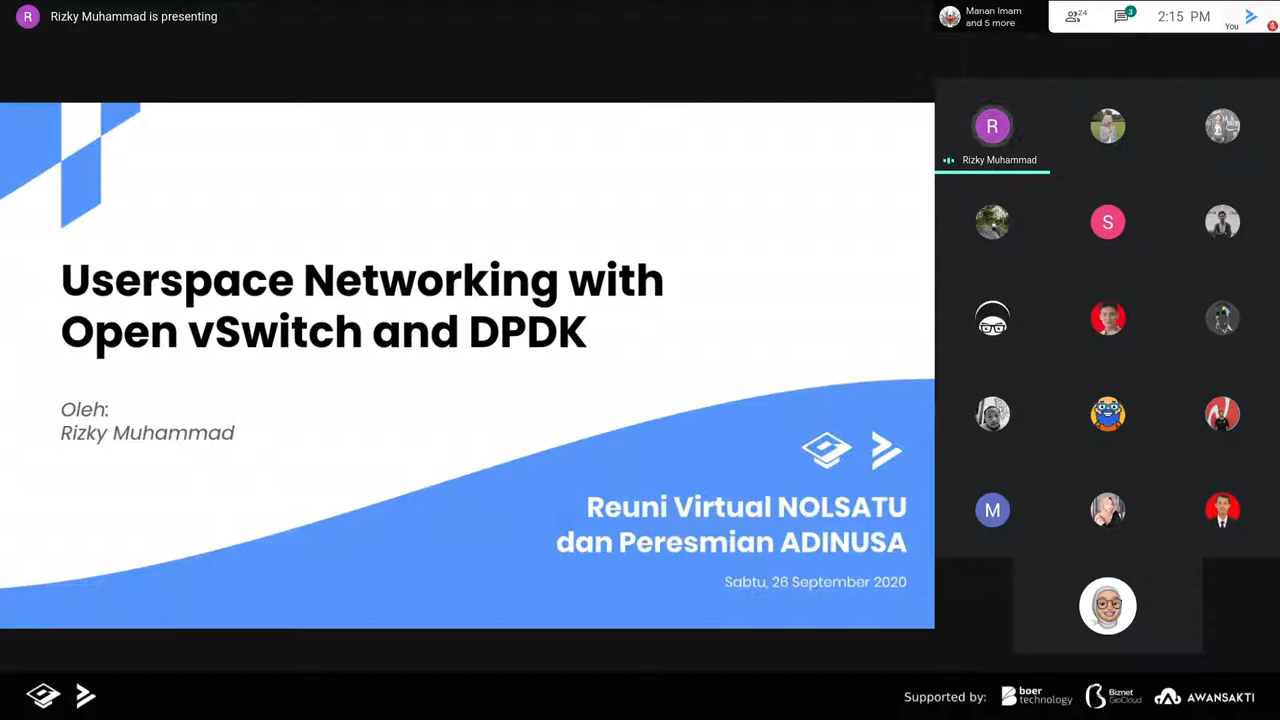 R
Rizky Muhammad is presenting
Manan Imam
and 5 more
24
3
2:15 PM
You
R
Rizky Muhammad
S
M
Userspace Networking with
Open vSwitch and DPDK
Oleh:
Rizky Muhammad
Reuni Virtual NOLSATU
dan Peresmian ADINUSA
Sabtu, 26 September 2020
Supported by:
boer
technology
Biznet
GioCloud
AWANSAKTI